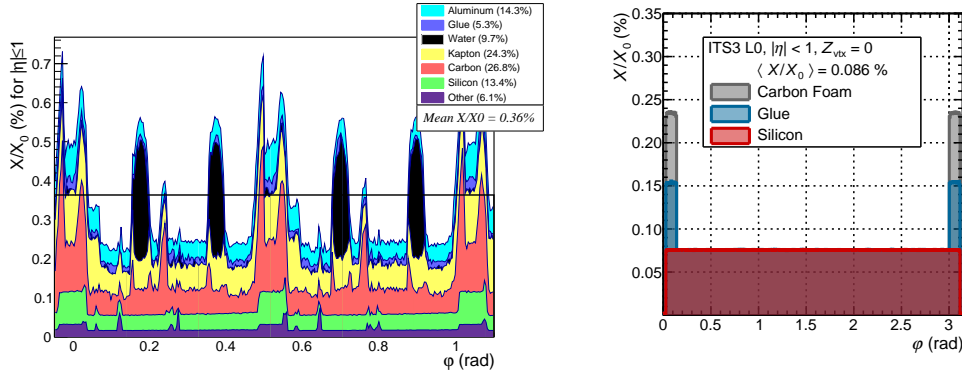 Aluminum (14.3%)
Glue (5.3%)
Water (9.7%)
Kapton (24.3%)
Carbon (26.8%)
Silicon (13.4%)
Other (6.1%)
Mean X/X0 = 0.36%
X/X0 (%) for |η|≤1
0.7
0.6
0.5
0.4
0.3
0.2
0.1
0
0 0.2 0.4 0.6 0.8 1
φ (rad)
X/X0 (%)
0.35
0.30
0.25
0.20
0.15
0.10
0.05
ITS3 L0, |η| < 1, Zvtx = 0
⟨ X/X0 ⟩ = 0.086 %
Carbon Foam
Glue
Silicon
0 0.5 1 1.5 2 2.5 3
φ (rad)